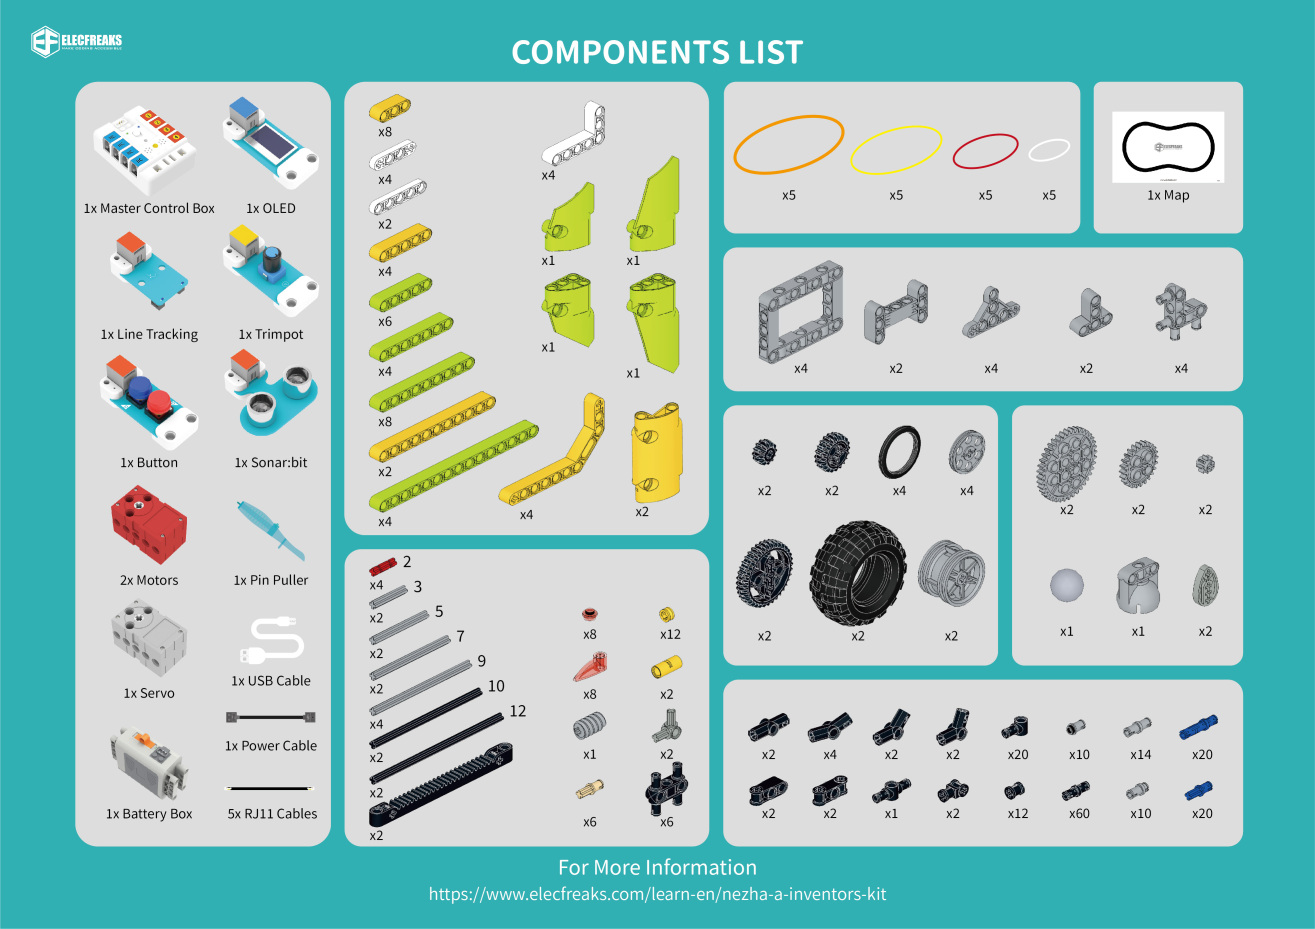 ELECFREAKS
COMPONENTS LIST
1x Master Control Box
1x OLED
1x Line Tracking
1x Trimpot
1x Button
1x Sonar:bit
2x Motors
1x Pin Puller
1x Servo
1x USB Cable
1x Power Cable
1x Battery Box
5x RJ11 Cables
x8
x4
x2
x4
x6
x4
x8
x2
x4
x4
x1
x1
x1
x1
x4
x2
2
x4
3
x2
5
x2
7
x2
9
x4
10
x2
12
x2
x2
x8
x12
x8
x2
x1
x2
x6
x6
x5
x5
x5
x5
1x Map
x4
x2
x4
x2
x4
x2
x2
x4
x4
x2
x2
x2
x2
x2
x2
x1
x1
x2
x2
x4
x2
x2
x20
x10
x14
x20
x2
x2
x1
x2
x12
x60
x10
x20
For More Information
https://www.elecfreaks.com/learn-en/nezha-a-inventors-kit